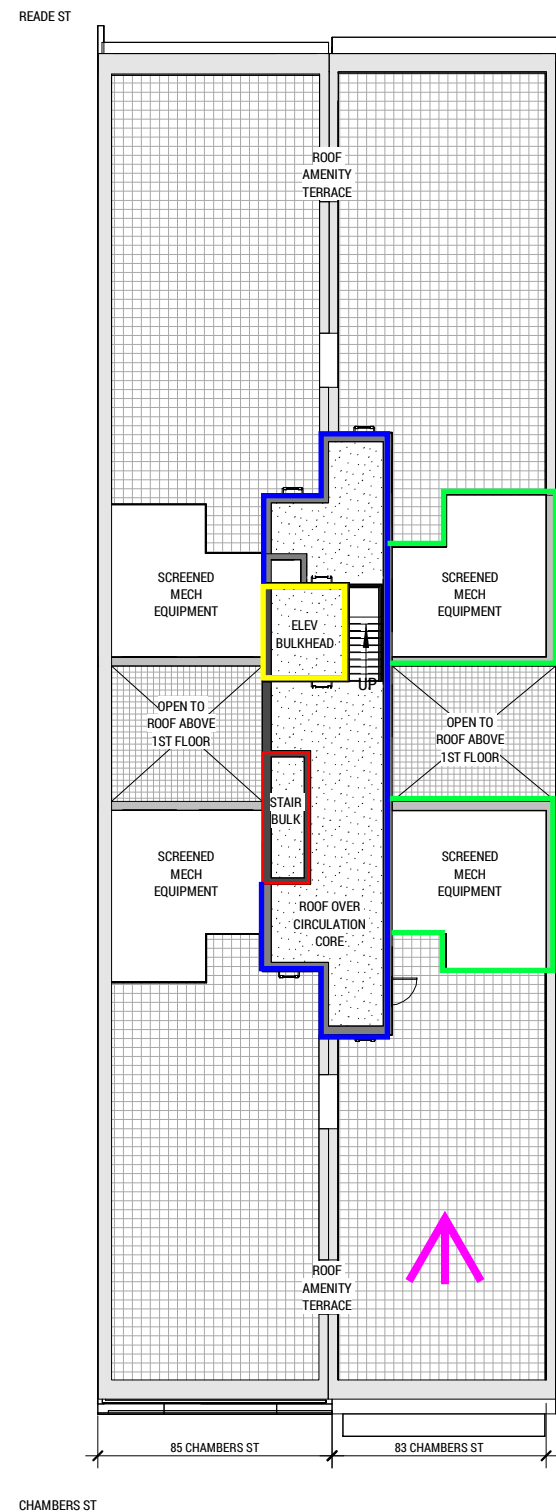 READE ST
ROOF
AMENITY
TERRACE
SCREENED
MECH
EQUIPMENT
ELEV
BULKHEAD
UP
SCREENED
MECH
EQUIPMENT
OPEN TO
ROOF ABOVE
1ST FLOOR
OPEN TO
ROOF ABOVE
1ST FLOOR
STAIR
BULK
SCREENED
MECH
EQUIPMENT
ROOF OVER
CIRCULATION
CORE
SCREENED
MECH
EQUIPMENT
ROOF
AMENITY
TERRACE
85 CHAMBERS ST
83 CHAMBERS ST
CHAMBERS ST